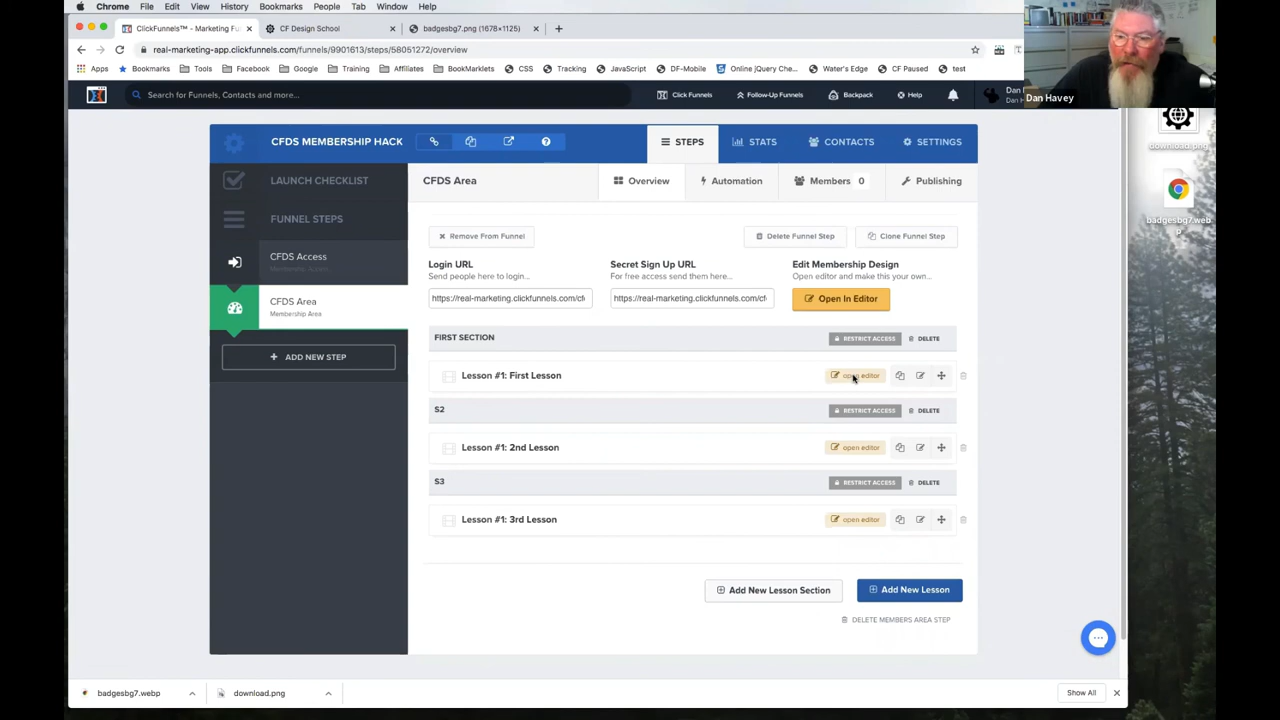 Chrome File Edit View History Bookmarks People Tab Window Help
ClickFunnels™ - Marketing Fu
CF Design School
badgesbg7.png (1678×1125)
real-marketing-app.clickfunnels.com/funnels/9901613/steps/58051272/overview
Apps Bookmarks Tools Facebook Google Training Affiliates BookMarklets CSS Tracking JavaScript DF-Mobile Online jQuery Che... Water's Edge CF Paused test
Search for Funnels, Contacts and more...
Click Funnels Follow-Up Funnels Backpack Help
Dan Havey
download.png
badgesbg7.web
p
CFDS MEMBERSHIP HACK
STEPS STATS CONTACTS SETTINGS
LAUNCH CHECKLIST
FUNNEL STEPS
CFDS Access
CFDS Area
Membership Area
ADD NEW STEP
CFDS Area
Overview Automation Members 0 Publishing
Remove From Funnel Delete Funnel Step Clone Funnel Step
Login URL Secret Sign Up URL Edit Membership Design
Send people here to login... For free access send them here... Open editor and make this your own...
https://real-marketing.clickfunnels.com/cf https://real-marketing.clickfunnels.com/cf Open In Editor
FIRST SECTION RESTRICT ACCESS DELETE
Lesson #1: First Lesson open editor
S2 RESTRICT ACCESS DELETE
Lesson #1: 2nd Lesson open editor
S3 RESTRICT ACCESS DELETE
Lesson #1: 3rd Lesson open editor
Add New Lesson Section Add New Lesson
DELETE MEMBERS AREA STEP
badgesbg7.webp download.png Show All